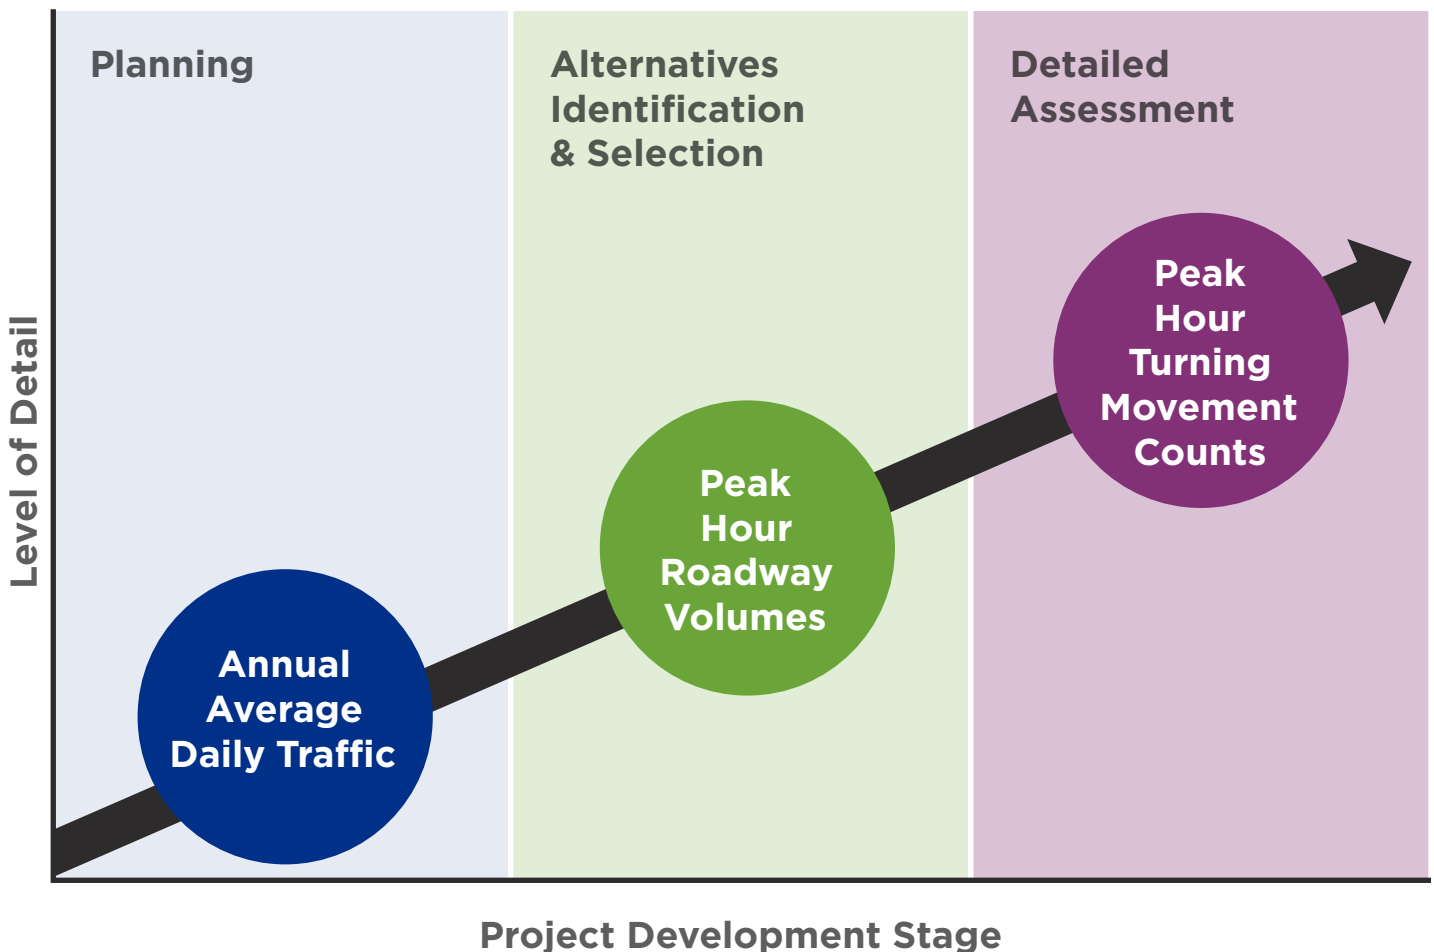 Planning
Alternatives
Identification
& Selection
Detailed
Assessment
Level of Detail
Annual
Average
Daily Traffic
Peak
Hour
Roadway
Volumes
Peak
Hour
Turning
Movement
Counts
Project Development Stage